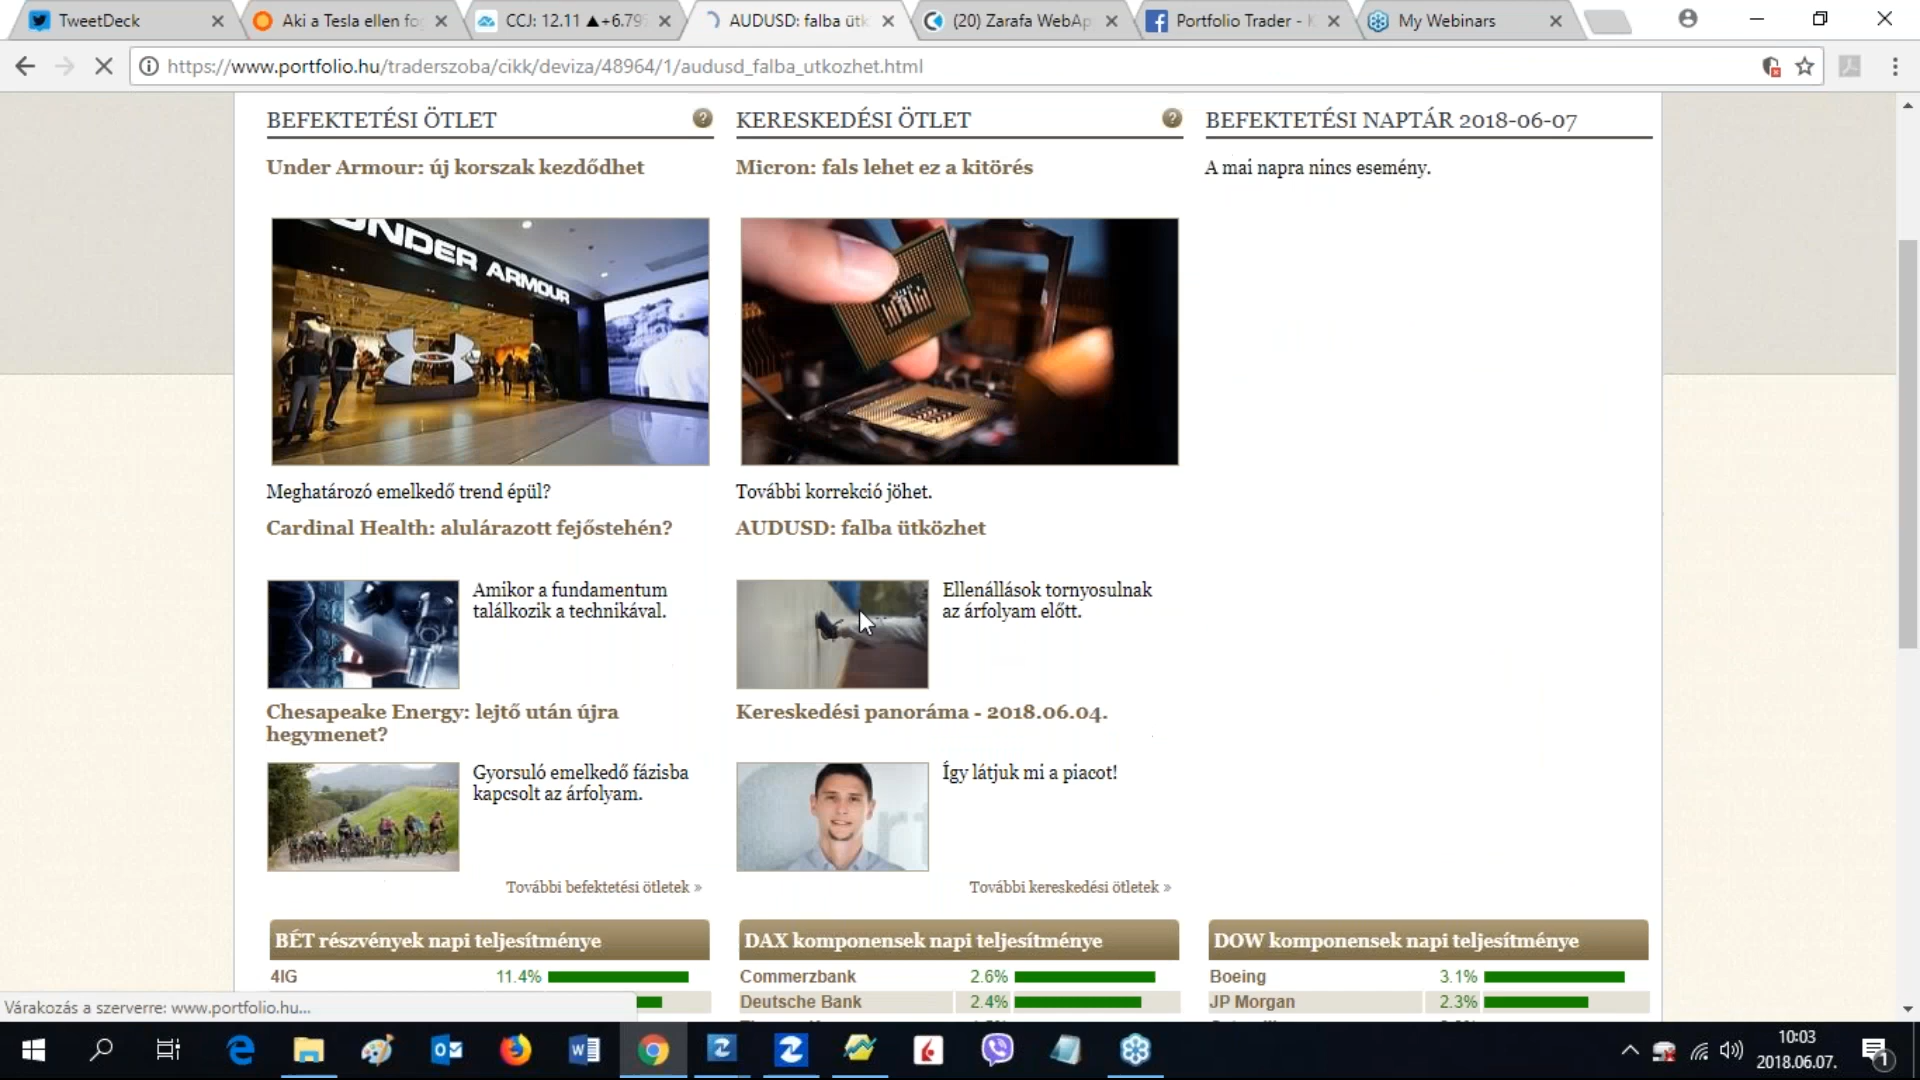 TweetDeck
Aki a Tesla ellen fo
CCJ: 12.11 ▲+6.79
AUDUSD: falba ütk
(20) Zarafa WebAp
Portfolio Trader -
My Webinars
https://www.portfolio.hu/traderszoba/cikk/deviza/48964/1/audusd_falba_utkozhet.html
BEFEKTETÉSI ÖTLET ?
Under Armour: új korszak kezdődhet
UNDER ARMOUR
Meghatározó emelkedő trend épül?
Cardinal Health: alulárazott fejőstehén?
Amikor a fundamentum
találkozik a technikával.
Chesapeake Energy: lejtő után újra
hegymenet?
Gyorsuló emelkedő fázisba
kapcsolt az árfolyam.
További befektetési ötletek »
KERESKEDÉSI ÖTLET ?
Micron: fals lehet ez a kitörés
További korrekció jöhet.
AUDUSD: falba ütközhet
Ellenállások tornyosulnak
az árfolyam előtt.
Kereskedési panoráma - 2018.06.04.
Így látjuk mi a piacot!
További kereskedési ötletek »
BEFEKTETÉSI NAPTÁR 2018-06-07
A mai napra nincs esemény.
BÉT részvények napi teljesítménye
4IG 11.4%
DAX komponensek napi teljesítménye
Commerzbank 2.6%
Deutsche Bank 2.4%
DOW komponensek napi teljesítménye
Boeing 3.1%
JP Morgan 2.3%
Várakozás a szerverre: www.portfolio.hu...
10:03
2018.06.07.
1